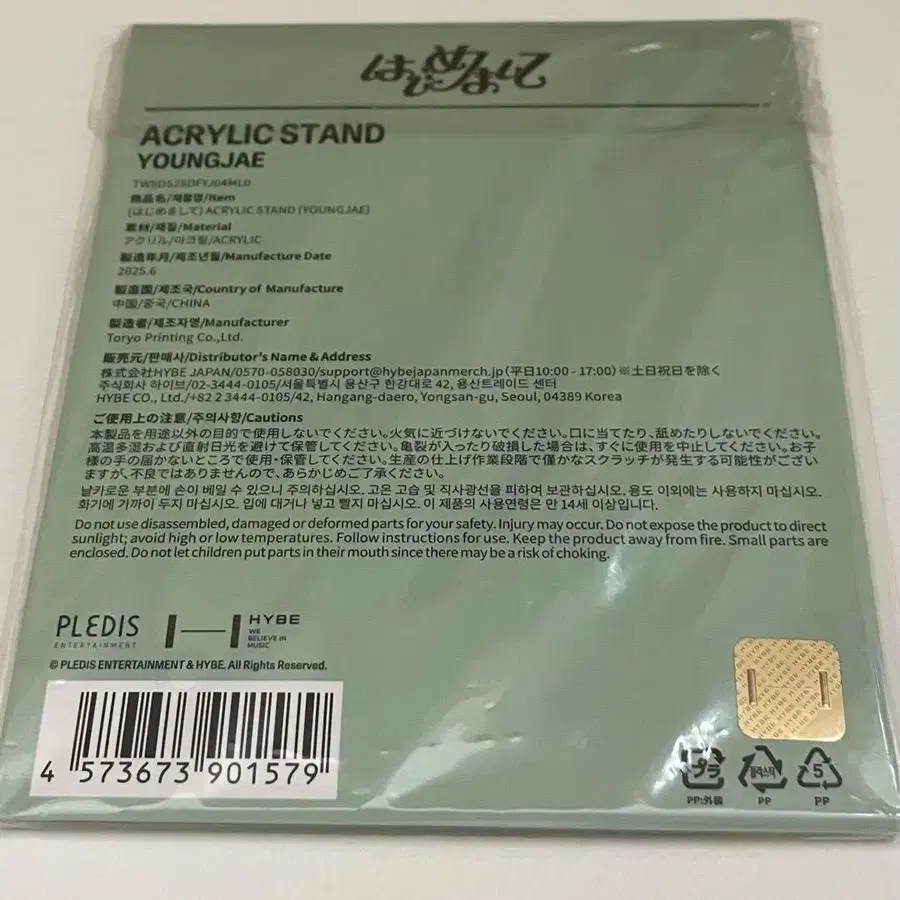 はじめまして
ACRYLIC STAND
YOUNGJAE
商品名/제품명/Item
[はじめまして] ACRYLIC STAND (YOUNGJAE)
素材/재질/Material
アクリル/아크릴/ACRYLIC
製造年月/제조년월/Manufacture Date
2025.6
製造国/제조국/Country of Manufacture
中国/중국/CHINA
製造者/제조자명/Manufacturer
Toryo Printing Co.,Ltd.
販売元/판매사/Distributor's Name & Address
株式会社HYBE JAPAN/0570-058030/support@hybejapanmerch.jp (平日10:00 - 17:00) ※土日祝日を除く
주식회사 하이브/02-3444-0105/서울특별시 용산구 한강대로 42, 용산트레이드 센터
HYBE CO., Ltd./+82 2 3444-0105/42, Hangang-daero, Yongsan-gu, Seoul, 04389 Korea
ご使用上の注意/주의사항/Cautions
本製品を用途以外の目的で使用しないでください。火気に近づけないでください。口に当てたり、舐めたりしないでください。
高温多湿および直射日光を避けて保管してください。亀裂が入ったり破損した場合は、すぐに使用を中止してください。お子
様の手の届かないところで使用・保管してください。生産の仕上げ作業段階で僅かなスクラッチが発生する可能性がござい
ますが、不良ではありませんので、あらかじめご了承ください。
날카로운 부분에 손이 베일 수 있으니 주의하십시오. 고온 고습 및 직사광선을 피하여 보관하십시오. 용도 이외에는 사용하지 마십시오.
화기에 가까이 두지 마십시오. 입에 대거나 넣고 빨지 마십시오. 이 제품의 사용연령은 만 14세 이상입니다.
Do not use disassembled, damaged or deformed parts for your safety. Injury may occur. Do not expose the product to direct
sunlight; avoid high or low temperatures. Follow instructions for use. Keep the product away from fire. Small parts are
enclosed. Do not let children put parts in their mouth since there may be a risk of choking.
PLEDIS
ENTERTAINMENT
HYBE
WE
BELIEVE IN
MUSIC
© PLEDIS ENTERTAINMENT & HYBE. All Rights Reserved.
4 573673 901579
プラ
PP:外装
플라스틱
PP
5
PP